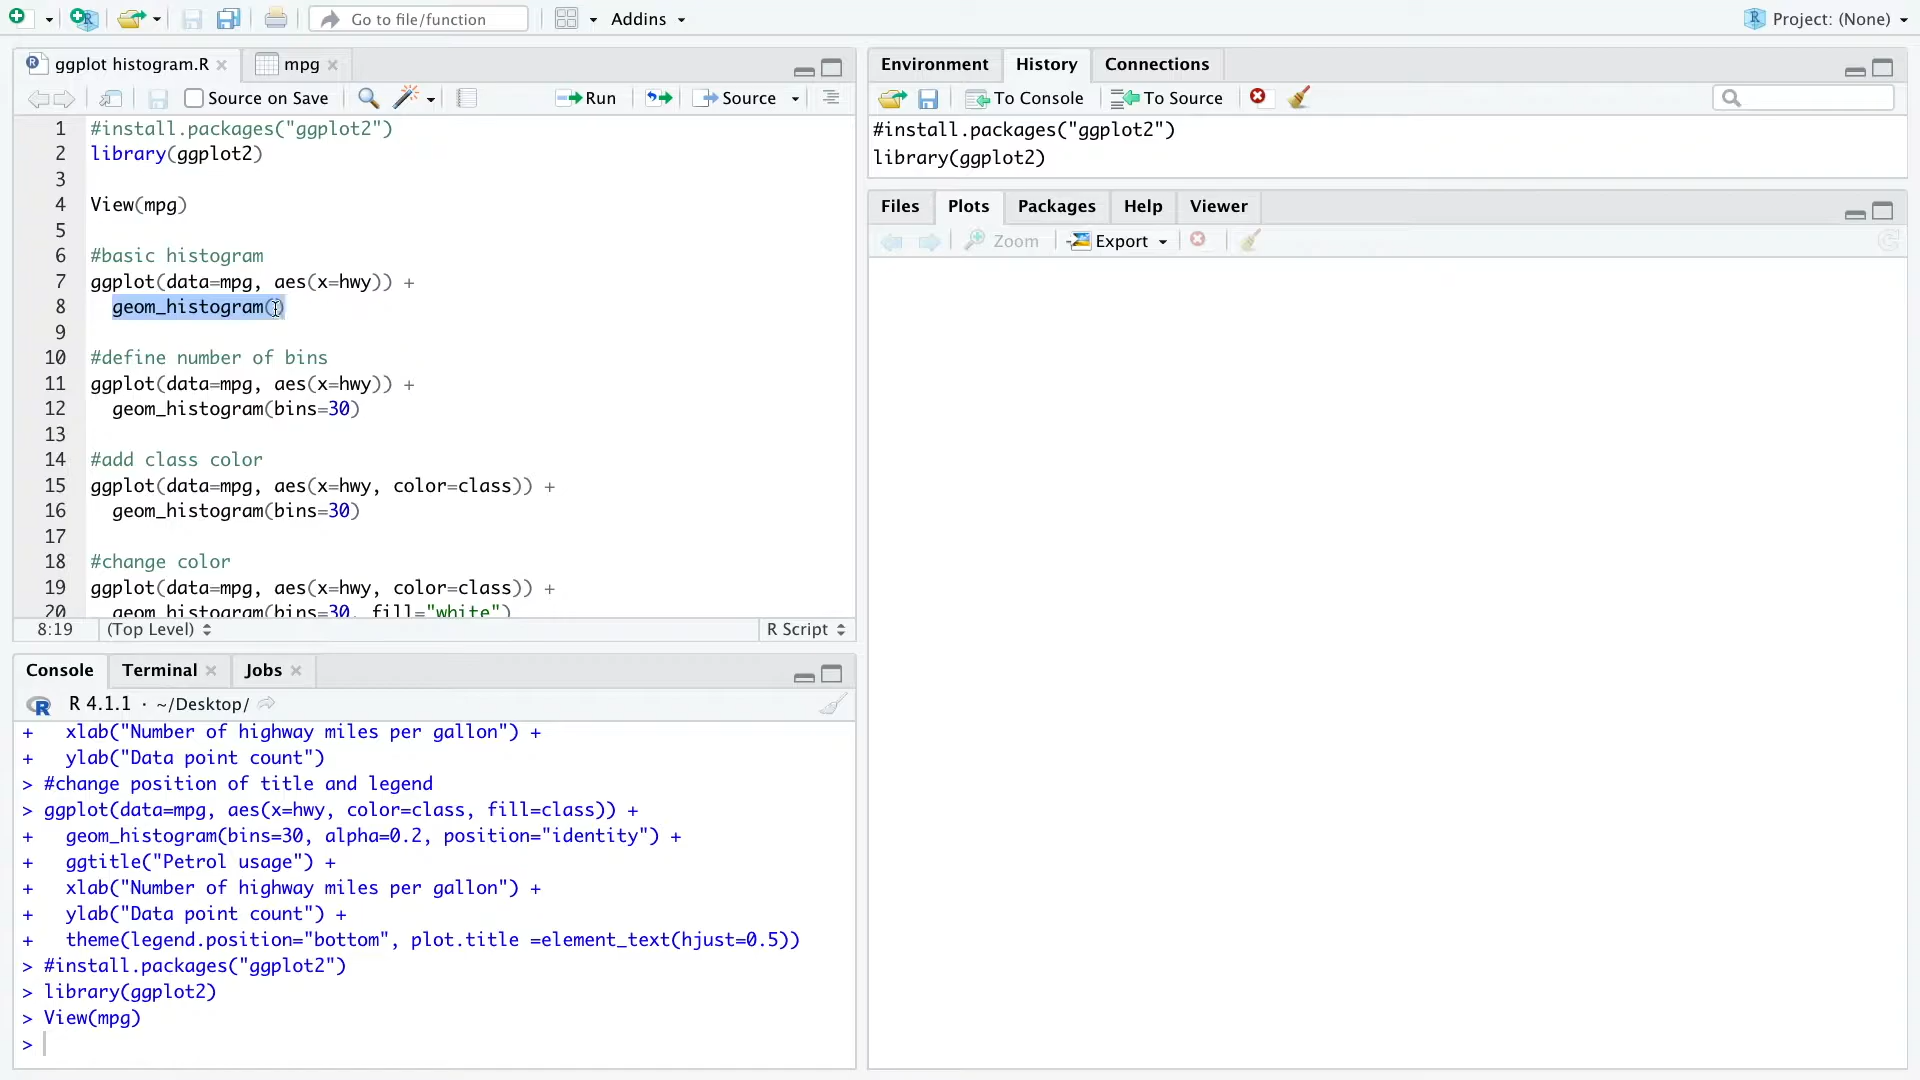 Go to file/function
Addins
Project: (None)
ggplot histogram.R
mpg
Source on Save
Run
Source
1 #install.packages("ggplot2")
2 library(ggplot2)
3
4 View(mpg)
5
6 #basic histogram
7 ggplot(data=mpg, aes(x=hwy)) +
8   geom_histogram()
9
10 #define number of bins
11 ggplot(data=mpg, aes(x=hwy)) +
12   geom_histogram(bins=30)
13
14 #add class color
15 ggplot(data=mpg, aes(x=hwy, color=class)) +
16   geom_histogram(bins=30)
17
18 #change color
19 ggplot(data=mpg, aes(x=hwy, color=class)) +
20   geom_histogram(bins=30, fill="white")
8:19 (Top Level) R Script
Console Terminal Jobs
R 4.1.1 · ~/Desktop/
+   xlab("Number of highway miles per gallon") +
+   ylab("Data point count")
> #change position of title and legend
> ggplot(data=mpg, aes(x=hwy, color=class, fill=class)) +
+   geom_histogram(bins=30, alpha=0.2, position="identity") +
+   ggtitle("Petrol usage") +
+   xlab("Number of highway miles per gallon") +
+   ylab("Data point count") +
+   theme(legend.position="bottom", plot.title =element_text(hjust=0.5))
> #install.packages("ggplot2")
> library(ggplot2)
> View(mpg)
>
Environment History Connections
To Console To Source
#install.packages("ggplot2")
library(ggplot2)
Files Plots Packages Help Viewer
Zoom Export